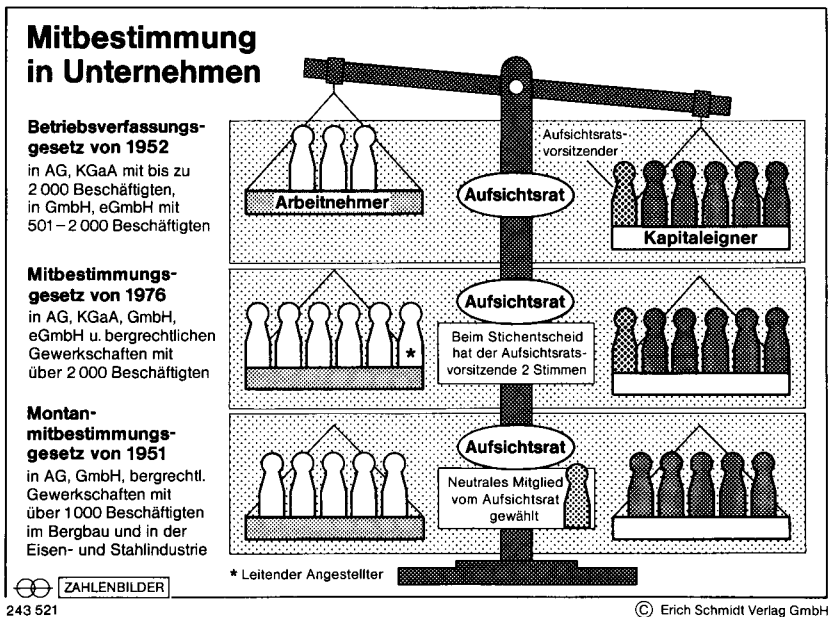 Mitbestimmung
in Unternehmen
Betriebsverfassungs-
gesetz von 1952
in AG, KGaA mit bis zu
2 000 Beschäftigten,
in GmbH, eGmbH mit
501–2 000 Beschäftigten
Arbeitnehmer
Aufsichtsrat
Aufsichtsrats-
vorsitzender
Kapitaleigner
Mitbestimmungs-
gesetz von 1976
in AG, KGaA, GmbH,
eGmbH u. bergrechtlichen
Gewerkschaften mit
über 2 000 Beschäftigten
*
Aufsichtsrat
Beim Stichentscheid
hat der Aufsichtsrats-
vorsitzende 2 Stimmen
Montan-
mitbestimmungs-
gesetz von 1951
in AG, GmbH, bergrechtl.
Gewerkschaften mit
über 1000 Beschäftigten
im Bergbau und in der
Eisen- und Stahlindustrie
Aufsichtsrat
Neutrales Mitglied
vom Aufsichtsrat
gewählt
* Leitender Angestellter
ZAHLENBILDER
243 521
© Erich Schmidt Verlag GmbH